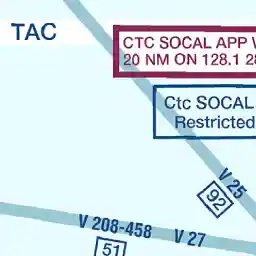 TAC
CTC SOCAL APP
20 NM ON 128.1
Ctc SOCAL
Restricted
V 25
92
V 208-458 V 27
51